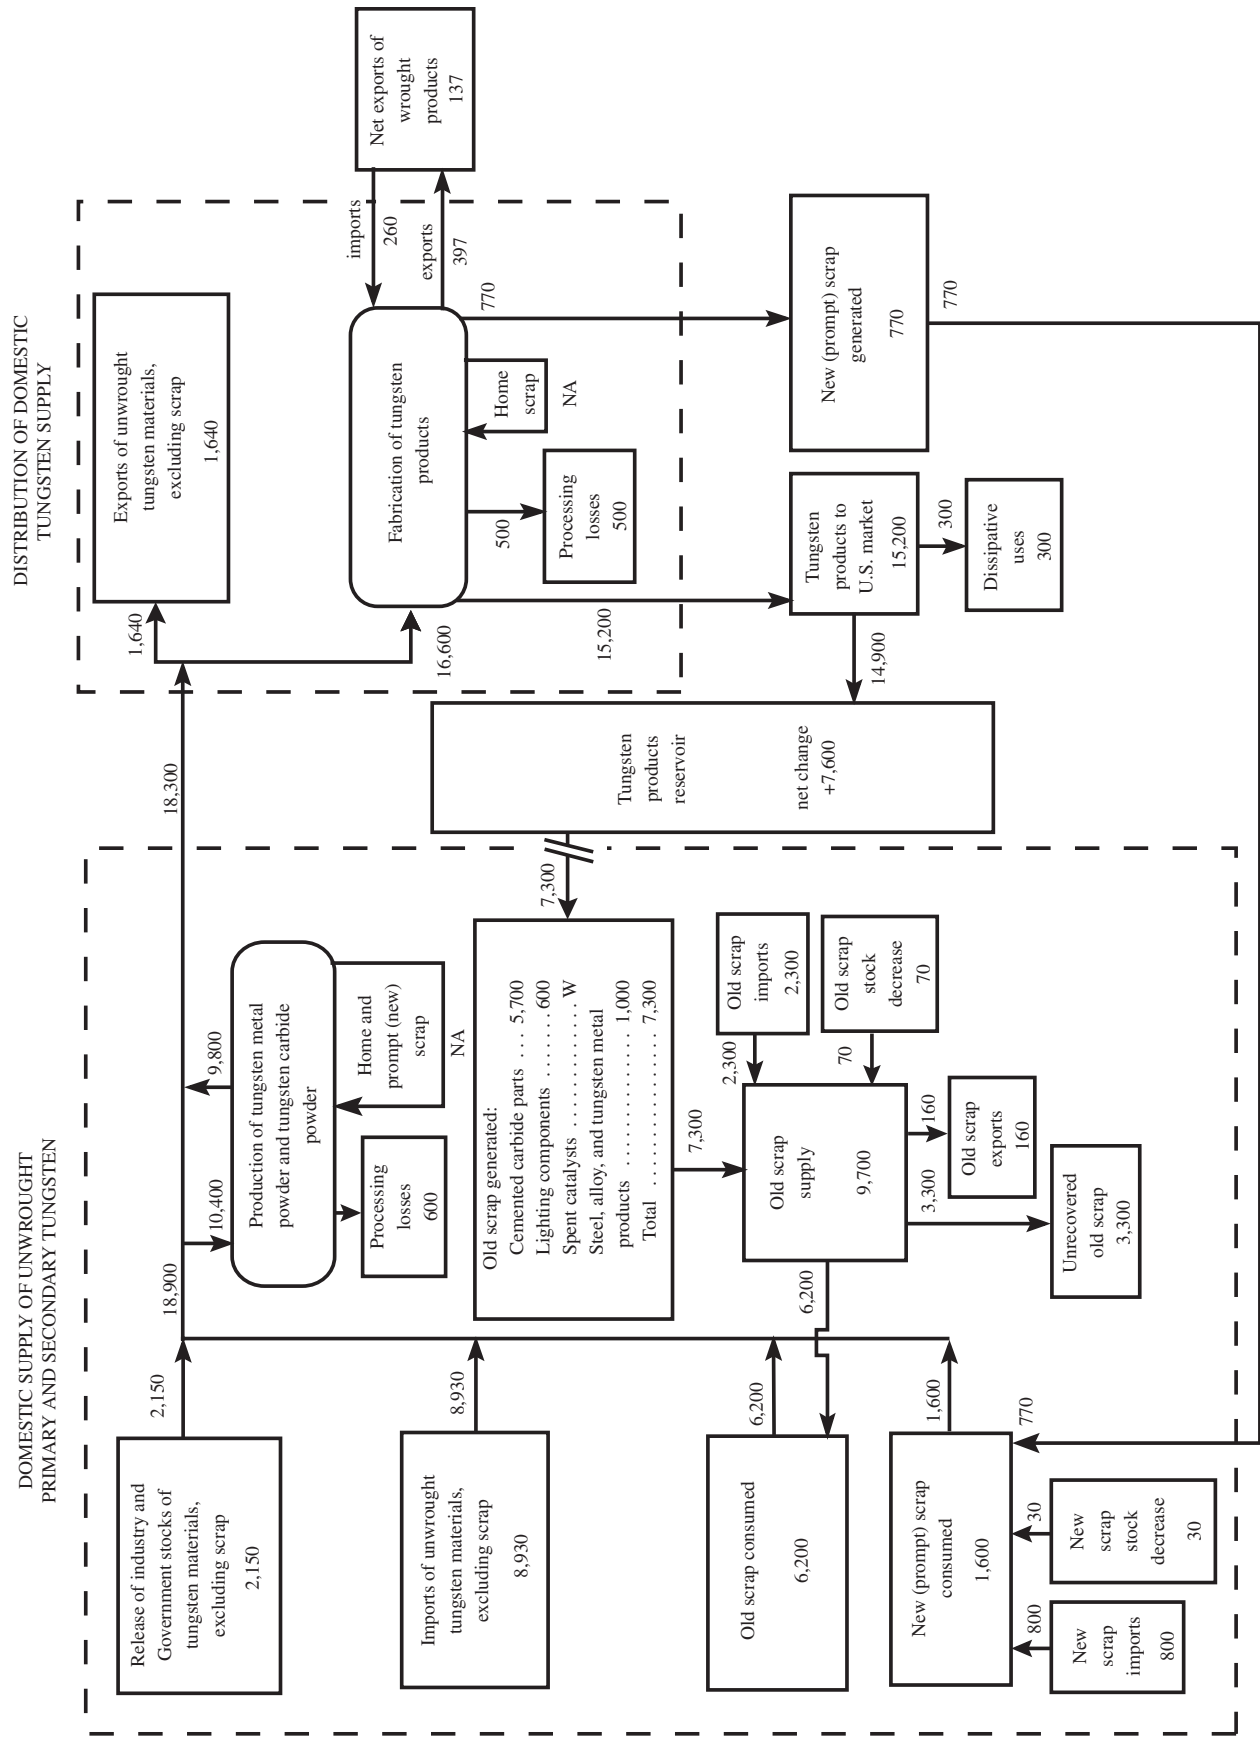 DOMESTIC SUPPLY OF UNWROUGHT
PRIMARY AND SECONDARY TUNGSTEN
DISTRIBUTION OF DOMESTIC
TUNGSTEN SUPPLY
Release of industry and
Government stocks of
tungsten materials,
excluding scrap
2,150
2,150
Imports of unwrought
tungsten materials,
excluding scrap
8,930
8,930
Old scrap consumed
6,200
6,200
New (prompt) scrap
consumed
1,600
1,600
New
scrap
imports
800
800
New
scrap
stock
decrease
30
30
770
18,900
10,400
9,800
Production of tungsten metal
powder and tungsten carbide
powder
Processing
losses
600
Home and
prompt (new)
scrap
NA
Old scrap generated:
Cemented carbide parts ... 5,700
Lighting components ....... 600
Spent catalysts ............ W
Steel, alloy, and tungsten metal
products ............. 1,000
Total ............... 7,300
7,300
7,300
Old scrap
supply
9,700
6,200
Old scrap
imports
2,300
2,300
Old scrap
stock
decrease
70
70
160
Old scrap
exports
160
3,300
Unrecovered
old scrap
3,300
18,300
Tungsten
products
reservoir
net change
+7,600
14,900
1,640
Exports of unwrought
tungsten materials,
excluding scrap
1,640
16,600
Fabrication of tungsten
products
imports
260
exports
397
Net exports of
wrought
products
137
500
Processing
losses
500
Home
scrap
NA
15,200
770
Tungsten
products to
U.S. market
15,200
300
Dissipative
uses
300
New (prompt) scrap
generated
770
770